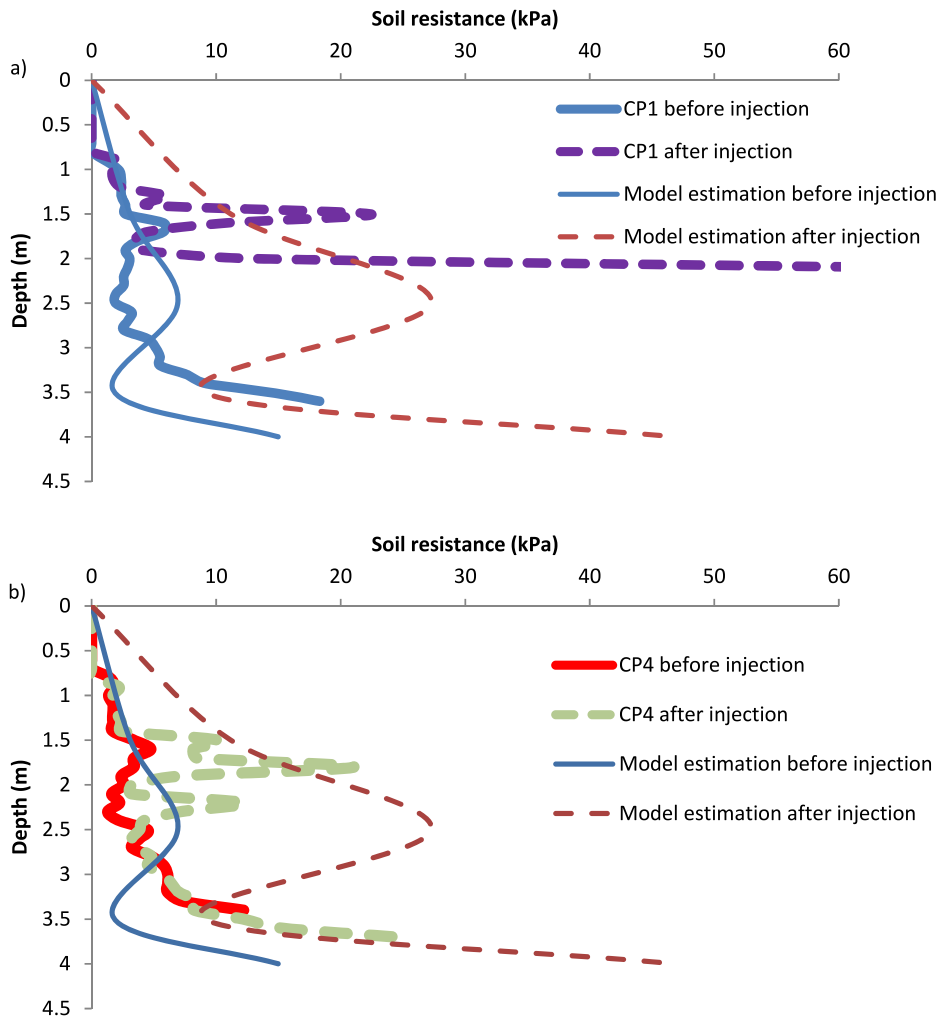 Soil resistance (kPa)
0 10 20 30 40 50 60
a)
0
0.5
1
1.5
2
2.5
3
3.5
4
4.5
Depth (m)
CP1 before injection
CP1 after injection
Model estimation before injection
Model estimation after injection
Soil resistance (kPa)
0 10 20 30 40 50 60
b)
0
0.5
1
1.5
2
2.5
3
3.5
4
4.5
Depth (m)
CP4 before injection
CP4 after injection
Model estimation before injection
Model estimation after injection